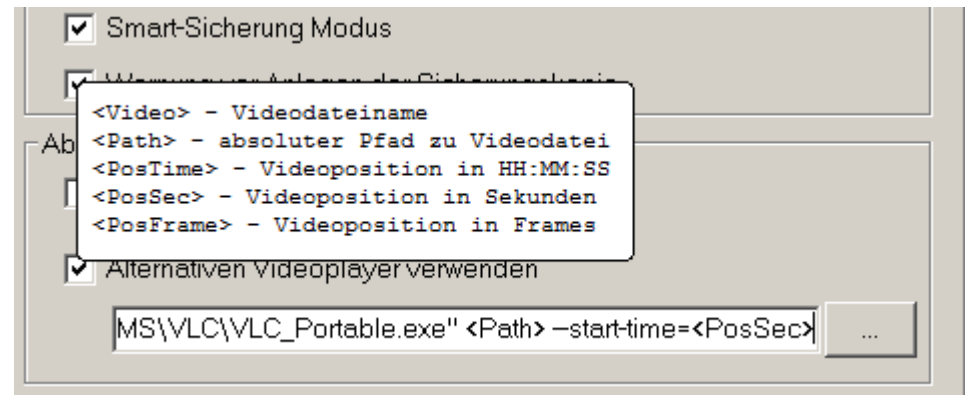 Smart-Sicherung Modus
<Video> - Videodateiname
<Path> - absoluter Pfad zu Videodatei
<PosTime> - Videoposition in HH:MM:SS
<PosSec> - Videoposition in Sekunden
<PosFrame> - Videoposition in Frames
Ab
Alternativen Videoplayer verwenden
MS\VLC\VLC_Portable.exe" <Path> –start-time=<PosSec>
...